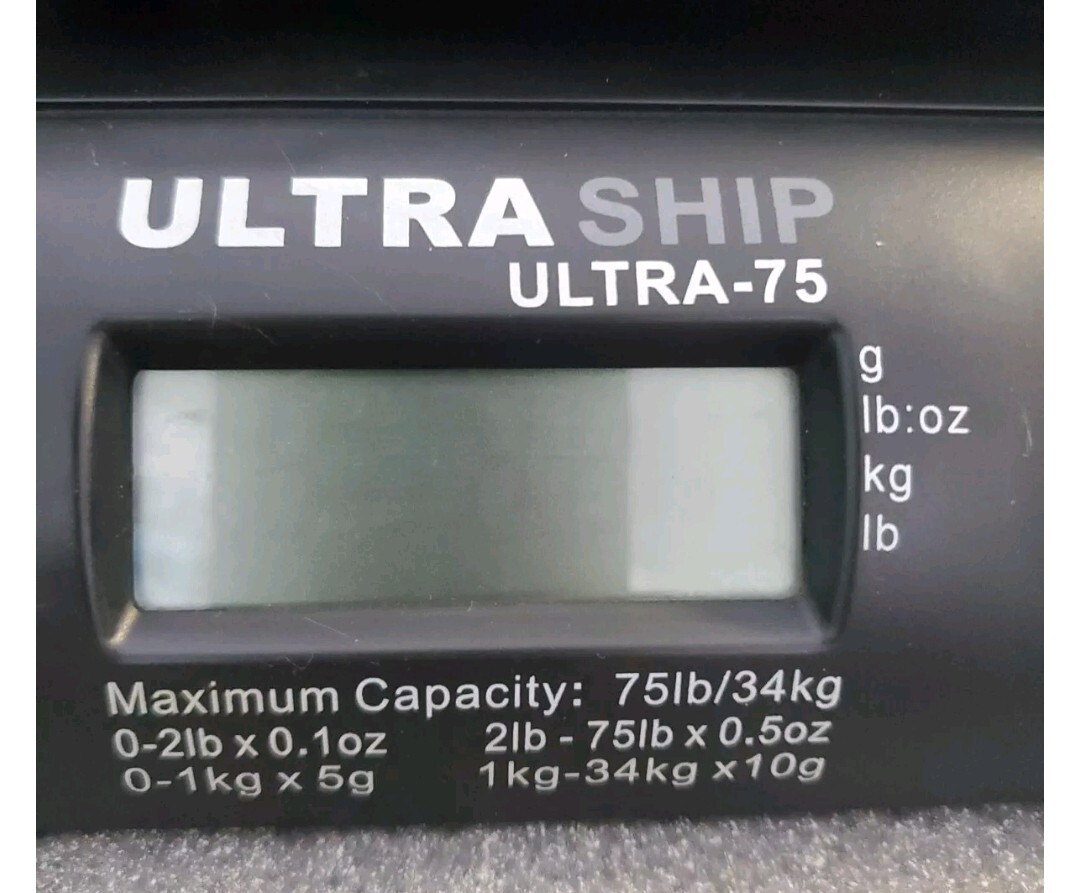 ULTRA SHIP
ULTRA-75
g
lb:oz
kg
lb
Maximum Capacity: 75lb/34kg
0-2lb x 0.1oz 2lb - 75lb x 0.5oz
0-1kg x 5g 1kg-34kg x10g